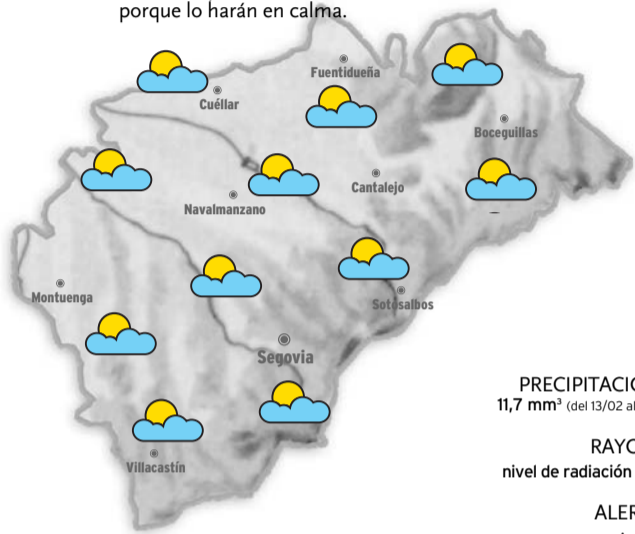 porque lo harán en calma.
Fuentidueña
Cuéllar
Boceguillas
Cantalejo
Navalmanzano
Montuenga
Sotosalbos
Segovia
PRECIPITACIO
11,7 mm³ (del 13/02 al
RAYO
nivel de radiación
ALER
Villacastín